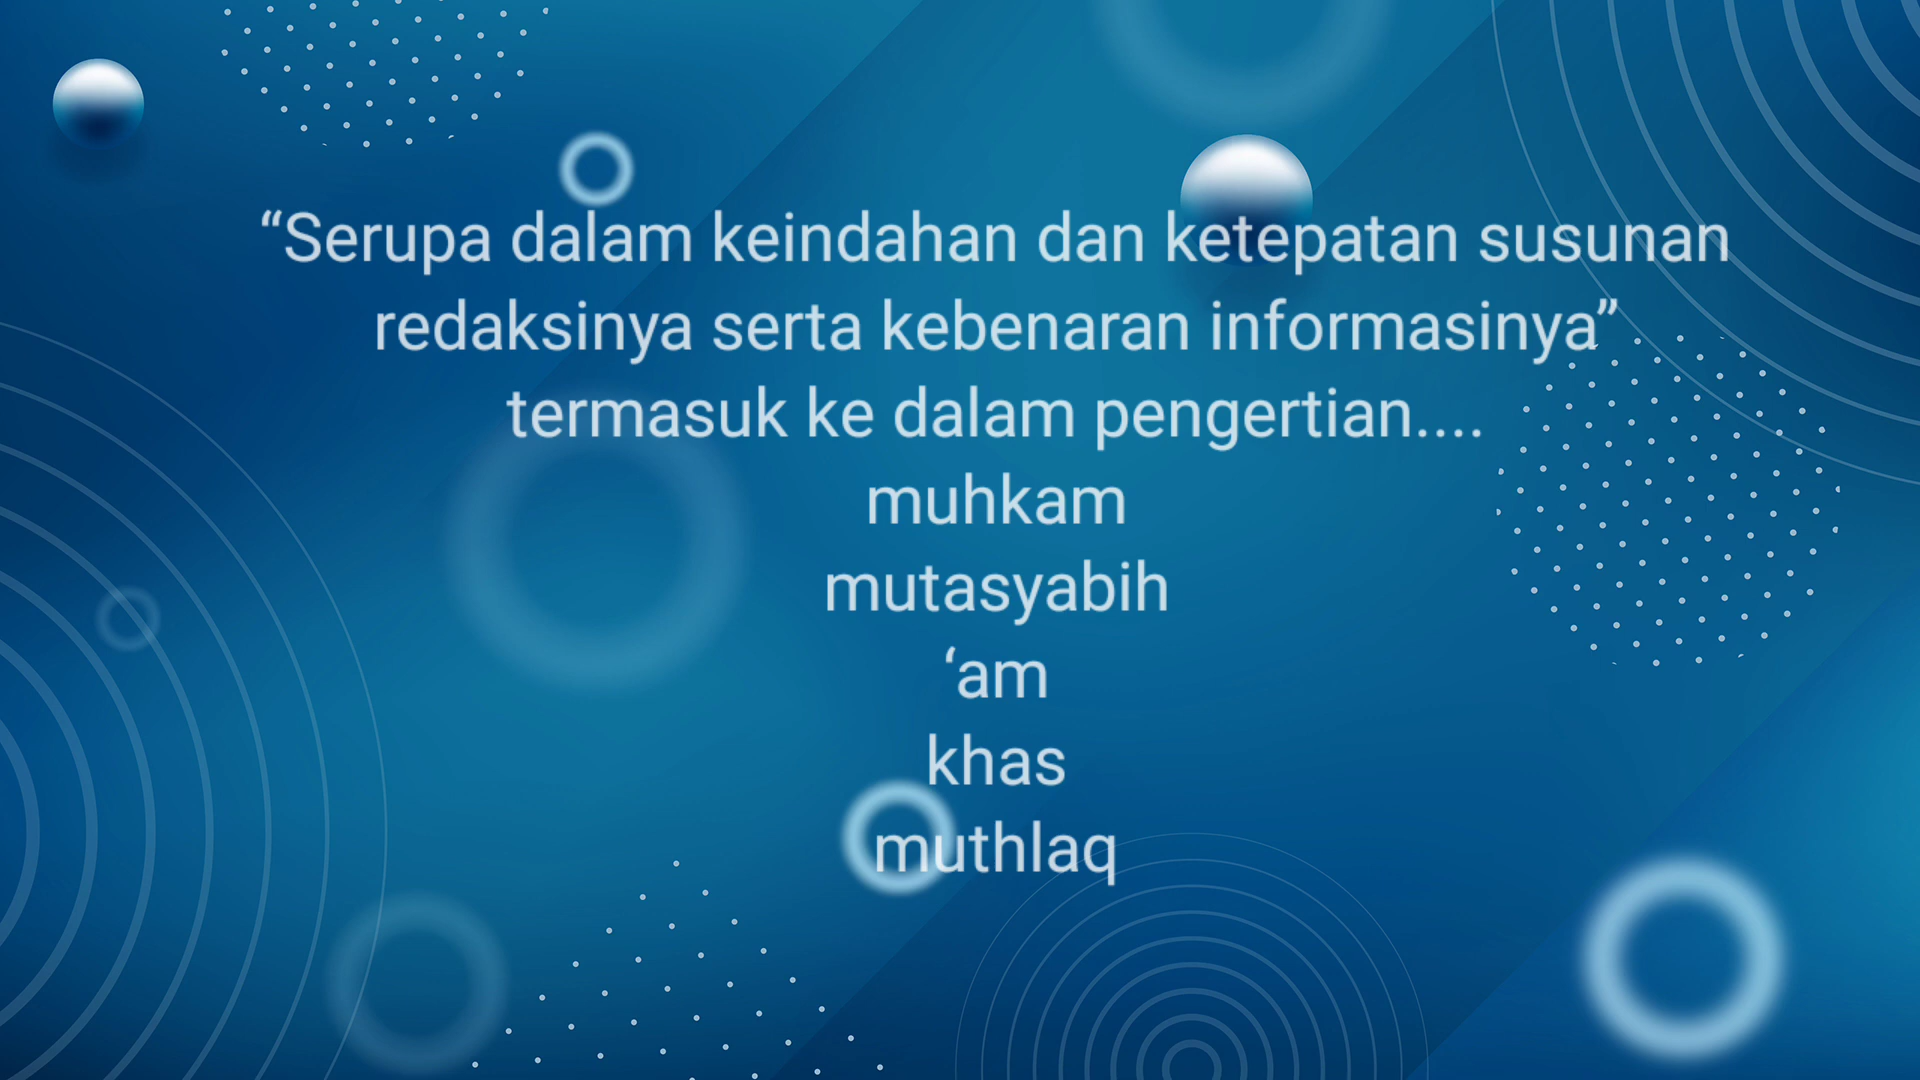 “Serupa dalam keindahan dan ketepatan susunan
redaksinya serta kebenaran informasinya”
termasuk ke dalam pengertian....
muhkam
mutasyabih
‘am
khas
muthlaq